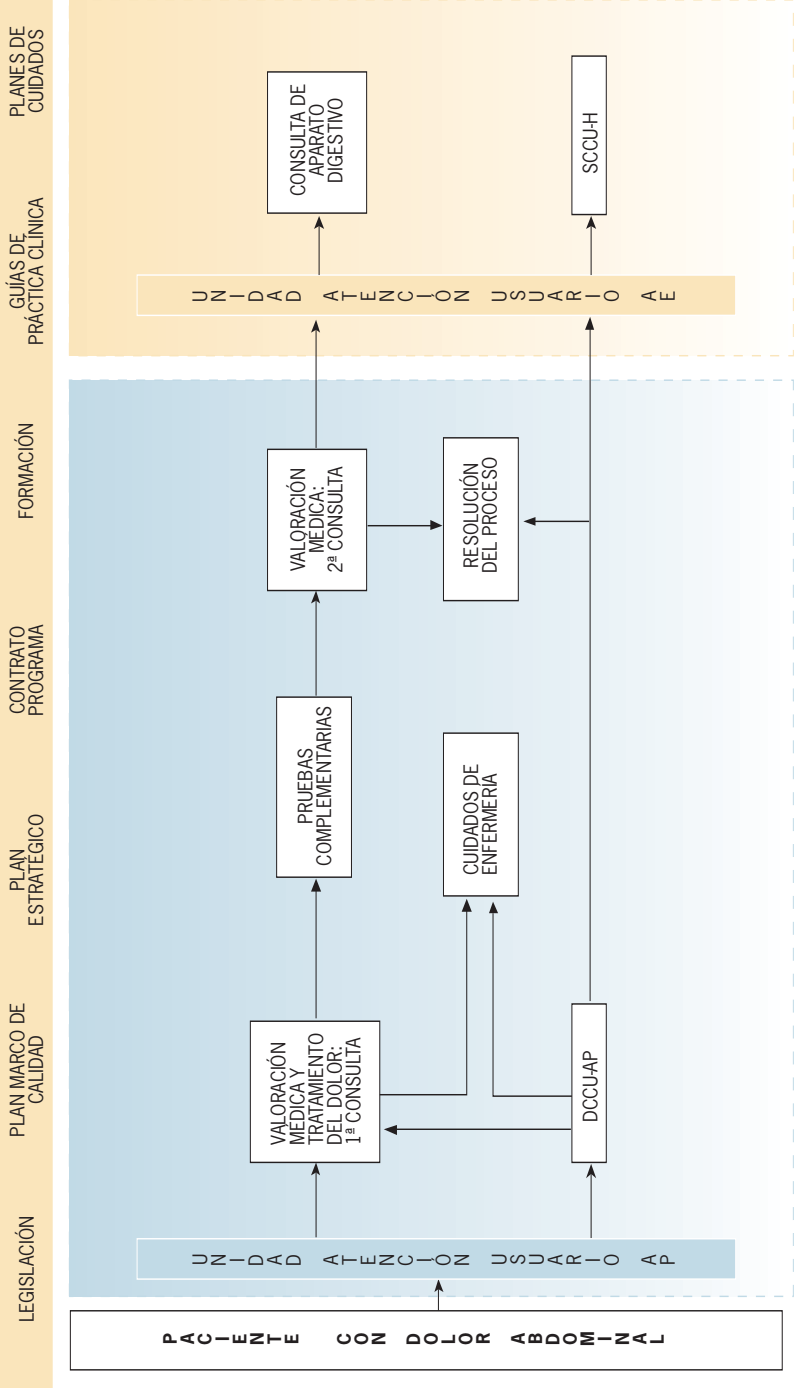 LEGISLACIÓN
PLAN MARCO DE
CALIDAD
PLAN
ESTRATÉGICO
CONTRATO
PROGRAMA
FORMACIÓN
GUÍAS DE
PRÁCTICA CLÍNICA
PLANES DE
CUIDADOS
PACIENTE CON DOLOR ABDOMINAL
UNIDAD ATENCIÓN USUARIO AP
VALORACIÓN
MÉDICA Y
TRATAMIENTO
DEL DOLOR:
1ª CONSULTA
PRUEBAS
COMPLEMENTARIAS
VALORACIÓN
MÉDICA:
2ª CONSULTA
UNIDAD ATENCIÓN USUARIO AE
CONSULTA DE
APARATO
DIGESTIVO
CUIDADOS DE
ENFERMERÍA
RESOLUCIÓN
DEL PROCESO
DCCU-AP
SCCU-H